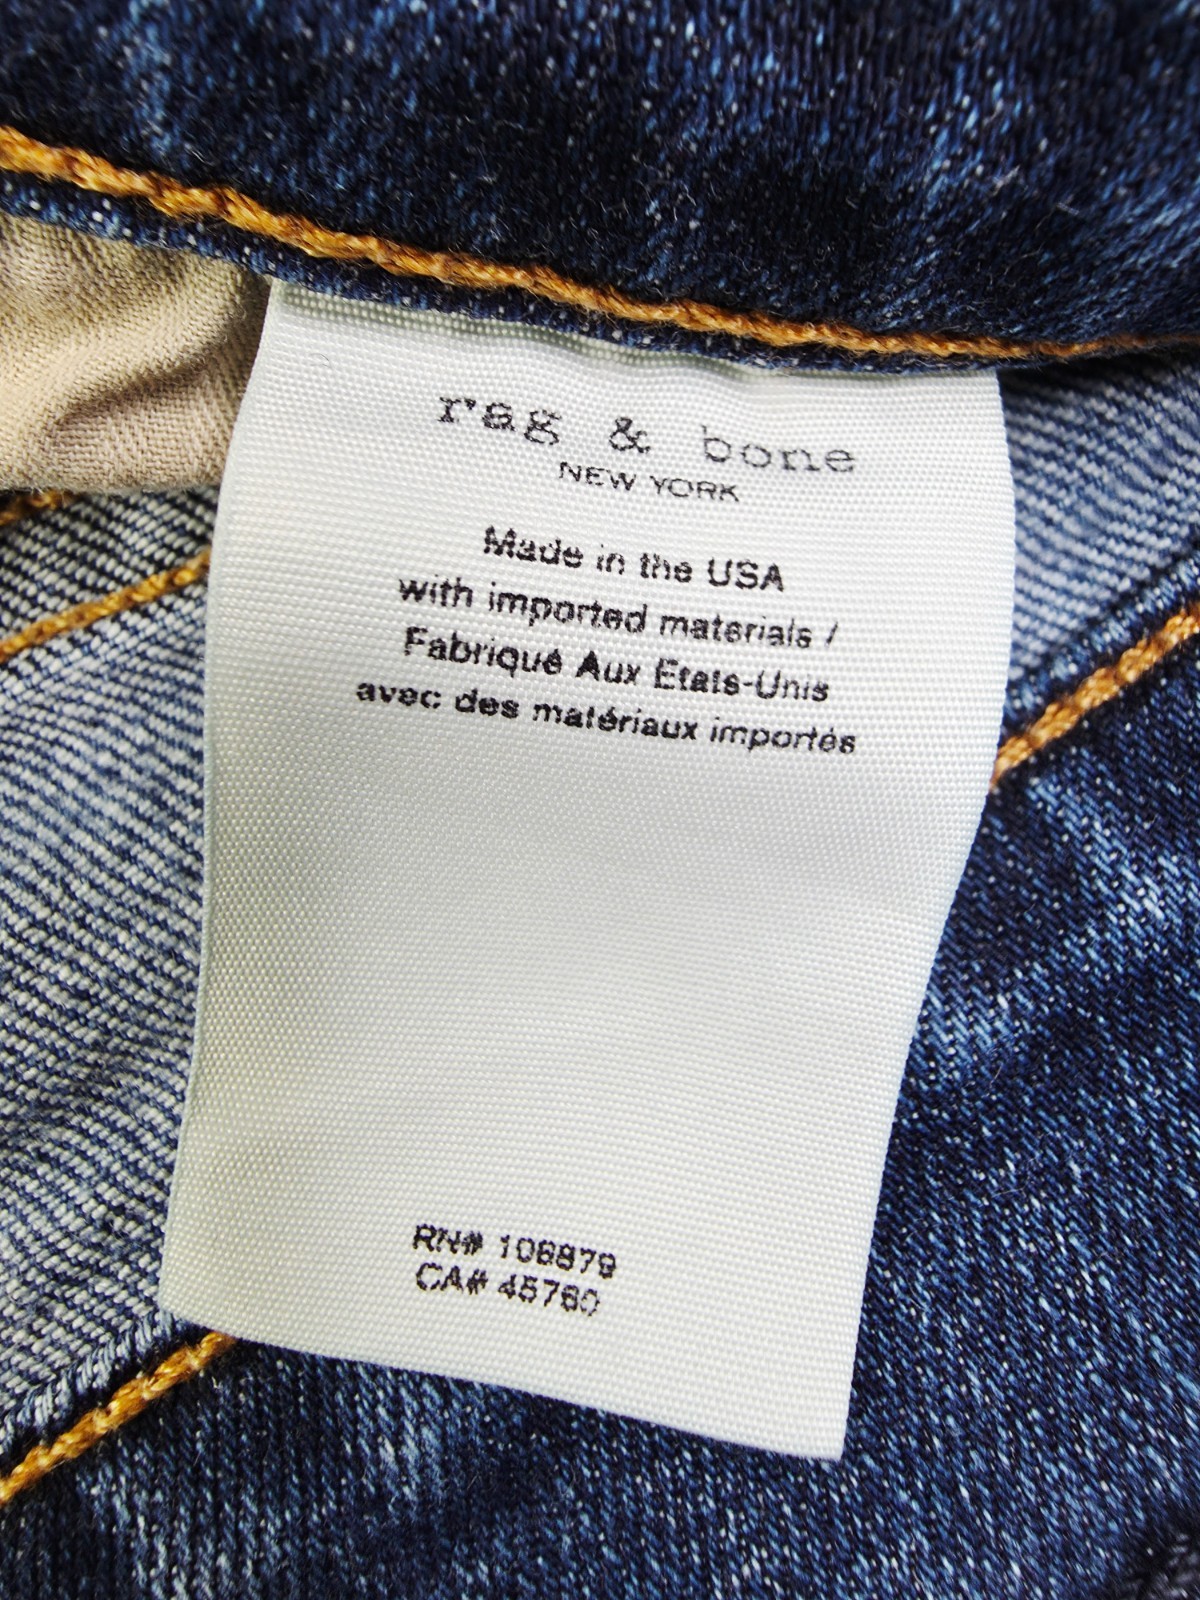 rag & bone
NEW YORK
Made in the USA
with imported materials /
Fabriqué Aux Etats-Unis
avec des matériaux importés
RN# 106879
CA# 45760